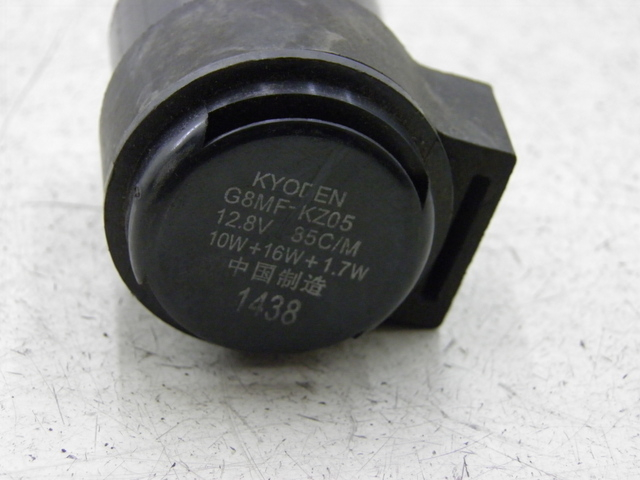 KYODEN
G8MF-KZ05
12.8V 85C/M
10W+16W+1.7W
中国制造
1438